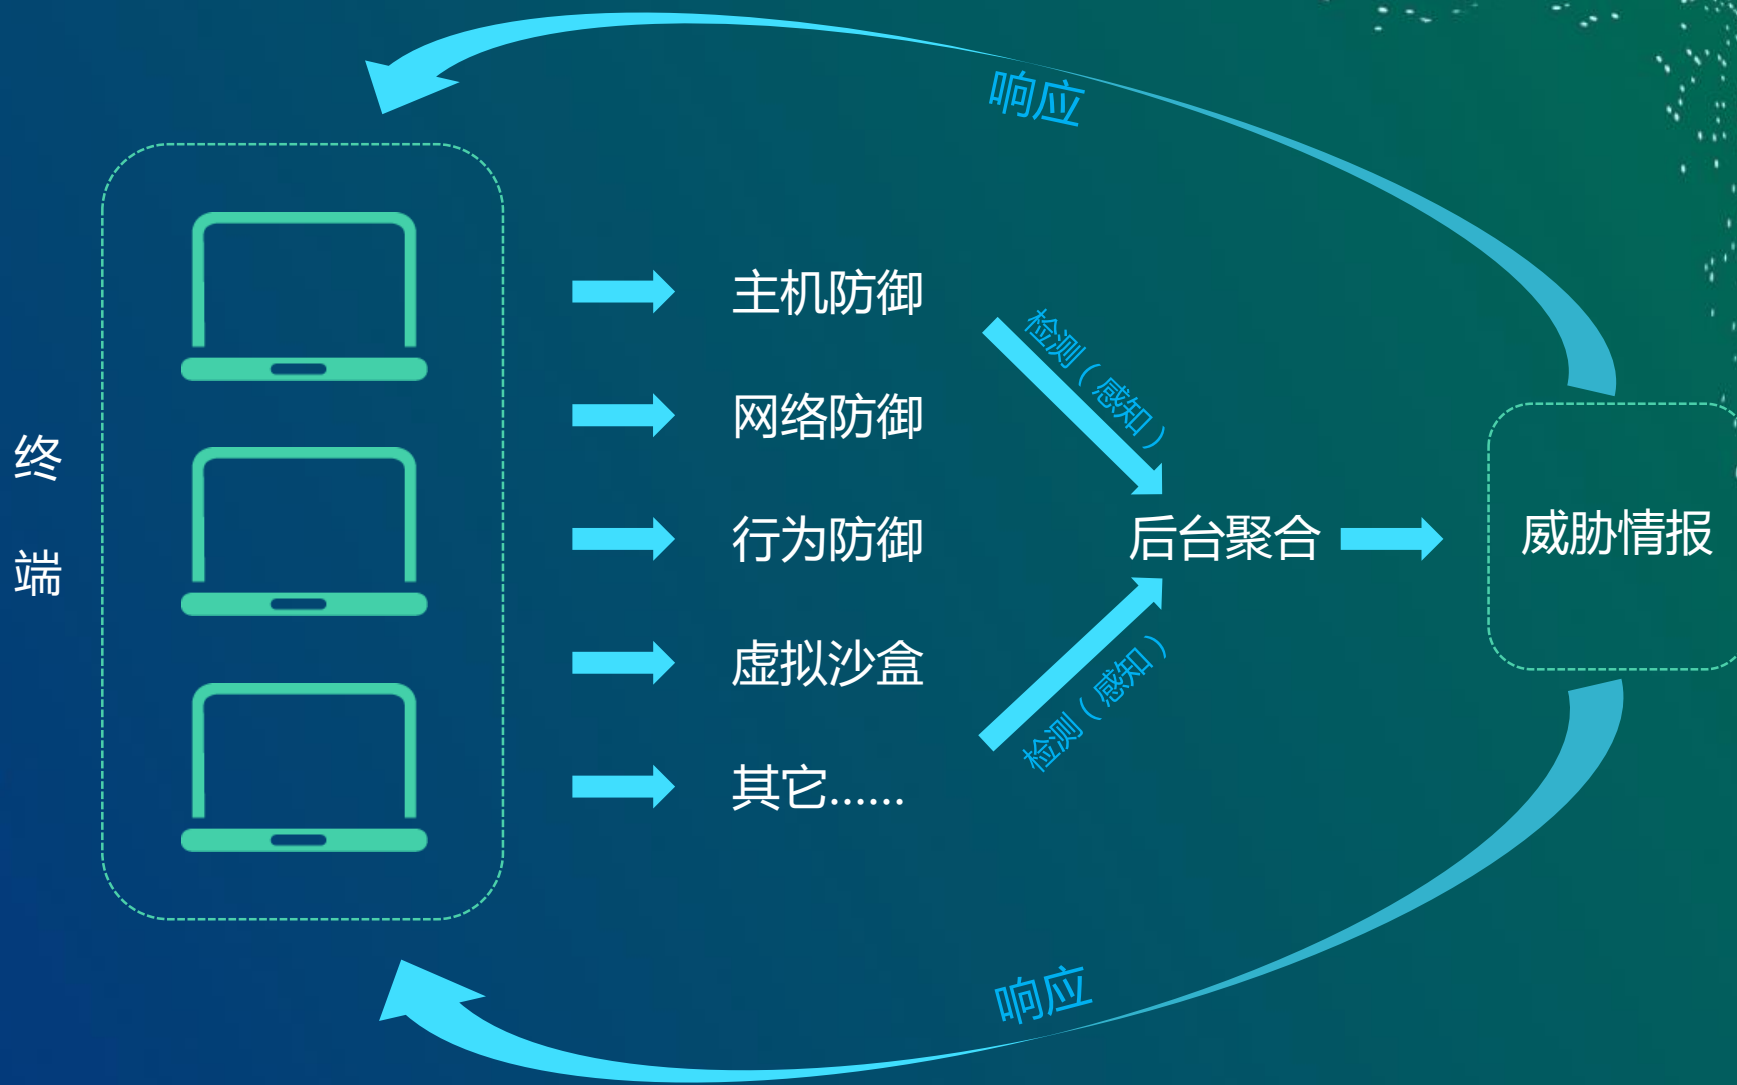 终
端
主机防御
网络防御
行为防御
虚拟沙盒
其它......
检测（感知）
检测（感知）
后台聚合
威胁情报
响应
响应